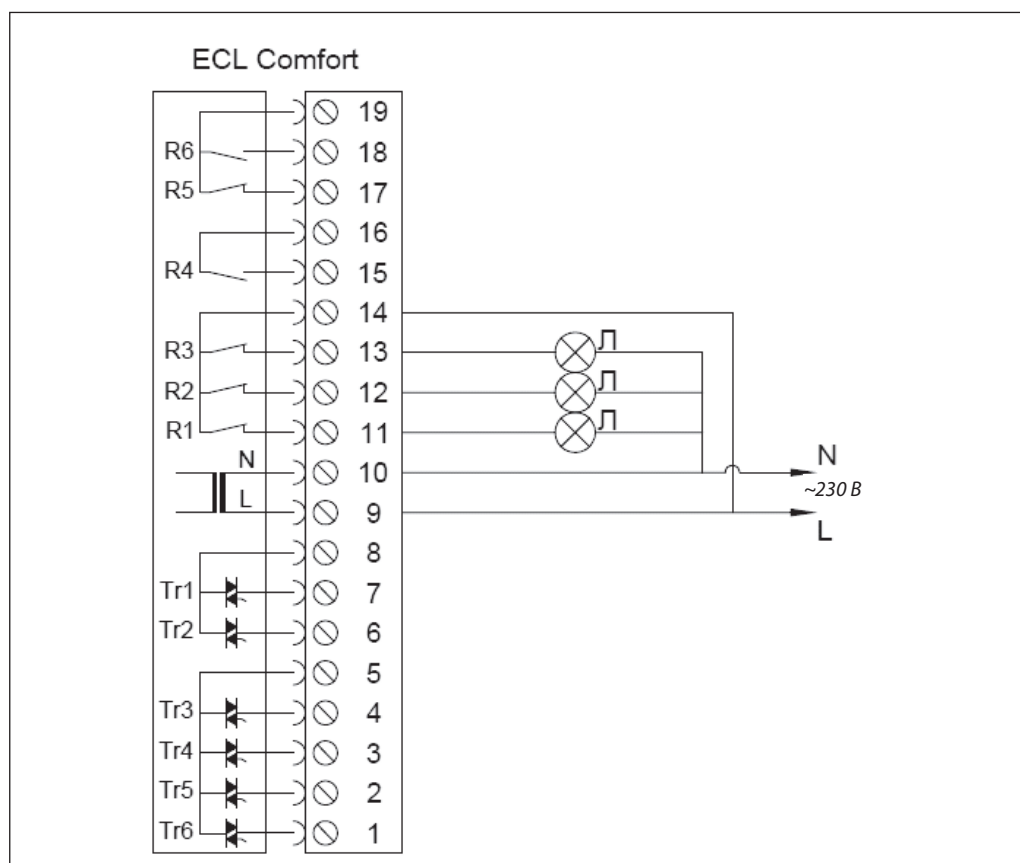 ECL Comfort
19
R6 18
R5 17
16
R4 15
14
R3 13 Л
R2 12 Л
R1 11 Л
N 10 N
~230 В
L 9 L
8
Tr1 7
Tr2 6
5
Tr3 4
Tr4 3
Tr5 2
Tr6 1